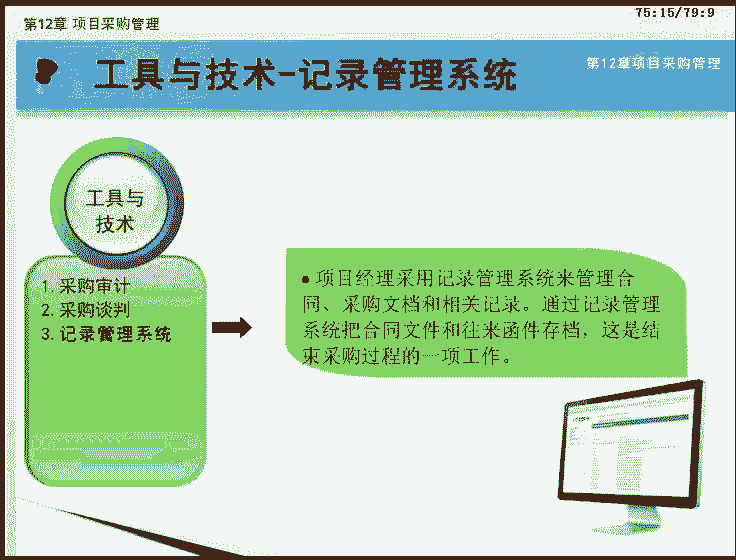 第12章 项目采购管理
75:15/79:9
工具与技术-记录管理系统
第12章项目采购管理
工具与
技术
1. 采购审计
2. 采购谈判
3. 记录管理系统
● 项目经理采用记录管理系统来管理合
同、采购文档和相关记录。通过记录管理
系统把合同文件和往来函件存档，这是结
束采购过程的一项工作。